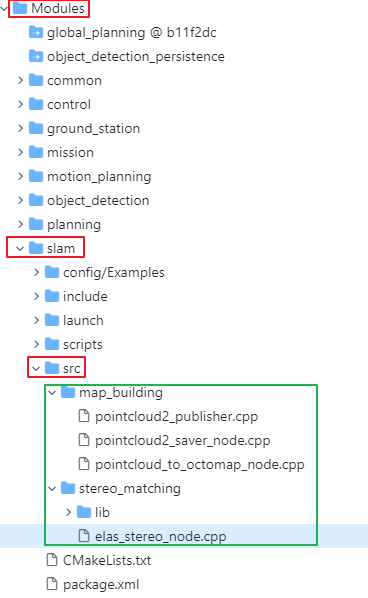 Modules
global_planning @ b11f2dc
object_detection_persistence
common
control
ground_station
mission
motion_planning
object_detection
planning
slam
config/Examples
include
launch
scripts
src
map_building
pointcloud2_publisher.cpp
pointcloud2_saver_node.cpp
pointcloud_to_octomap_node.cpp
stereo_matching
lib
elas_stereo_node.cpp
CMakeLists.txt
package.xml